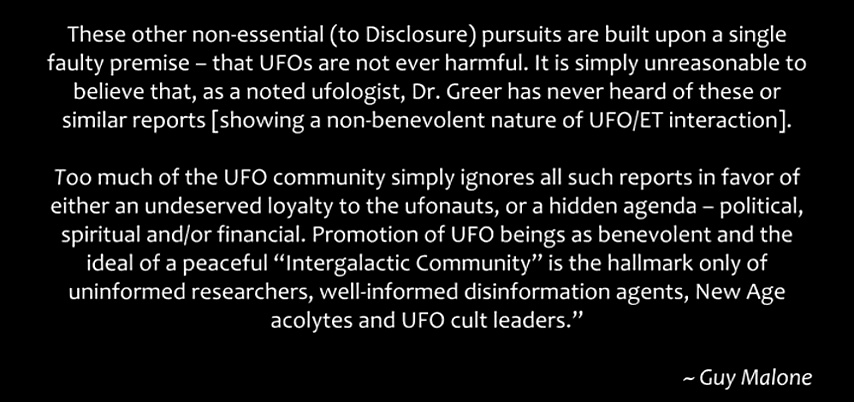 These other non-essential (to Disclosure) pursuits are built upon a single
faulty premise – that UFOs are not ever harmful. It is simply unreasonable to
believe that, as a noted ufologist, Dr. Greer has never heard of these or
similar reports [showing a non-benevolent nature of UFO/ET interaction].
Too much of the UFO community simply ignores all such reports in favor of
either an undeserved loyalty to the ufonauts, or a hidden agenda – political,
spiritual and/or financial. Promotion of UFO beings as benevolent and the
ideal of a peaceful “Intergalactic Community” is the hallmark only of
uninformed researchers, well-informed disinformation agents, New Age
acolytes and UFO cult leaders.”
~ Guy Malone